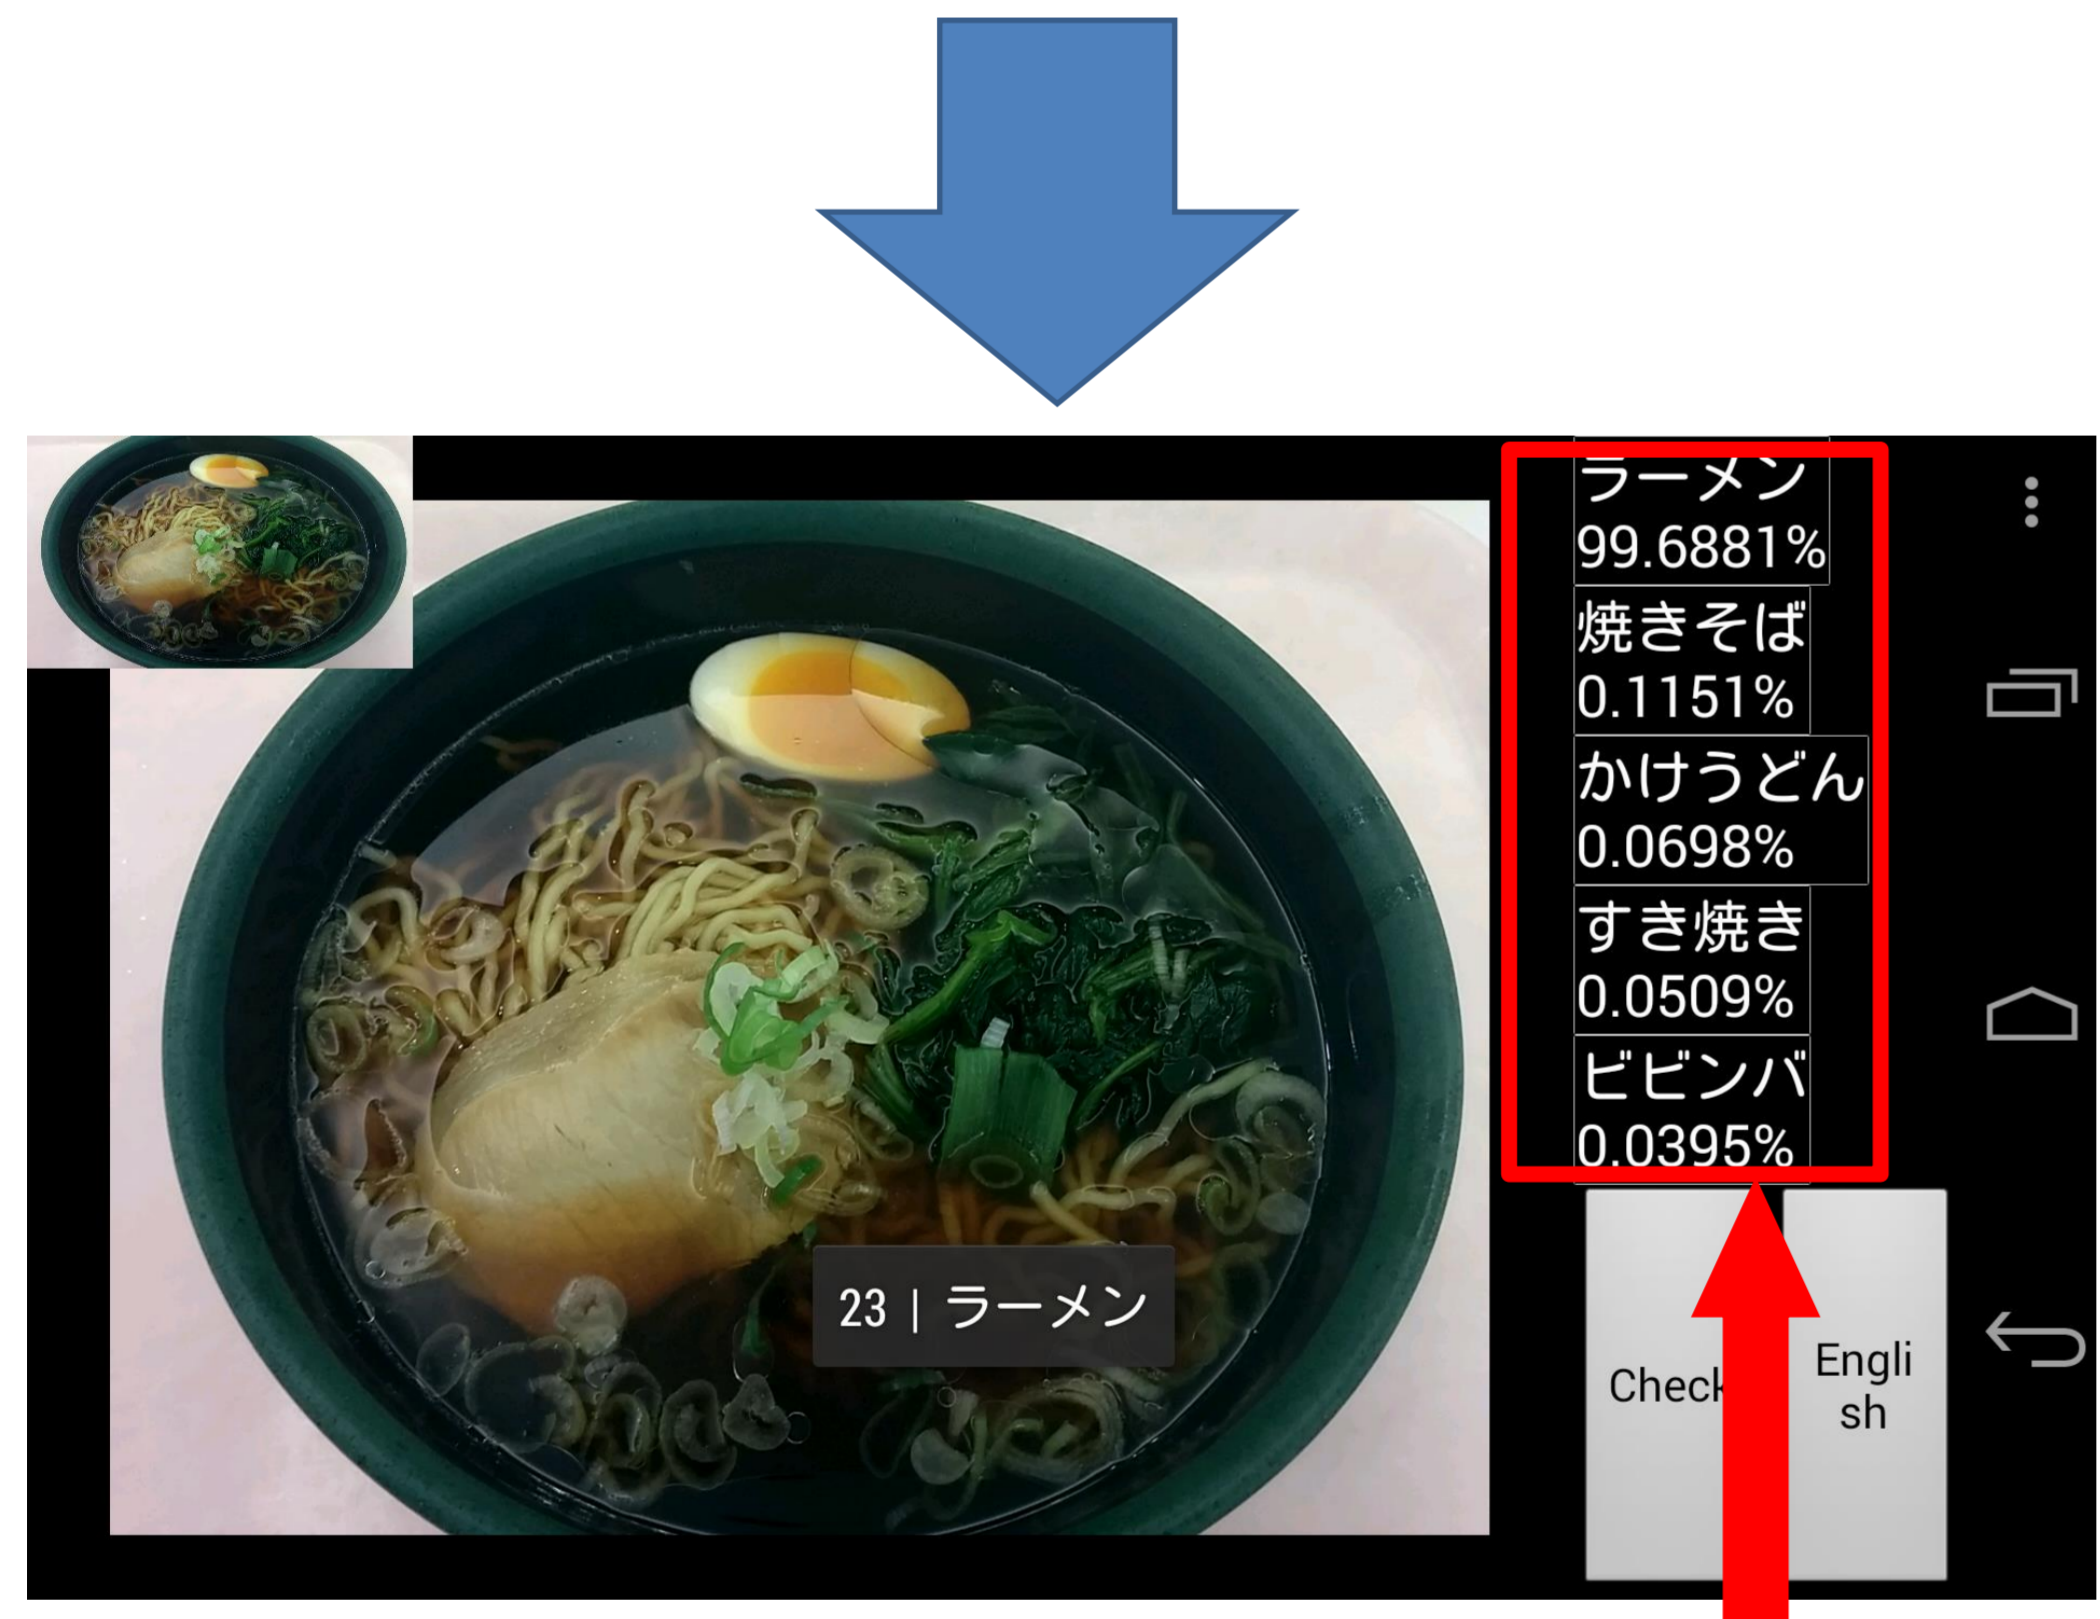 ラーメン
99.6881%
焼きそば
0.1151%
かけうどん
0.0698%
すき焼き
0.0509%
ビビンバ
0.0395%
23 | ラーメン
Check
Engli
sh